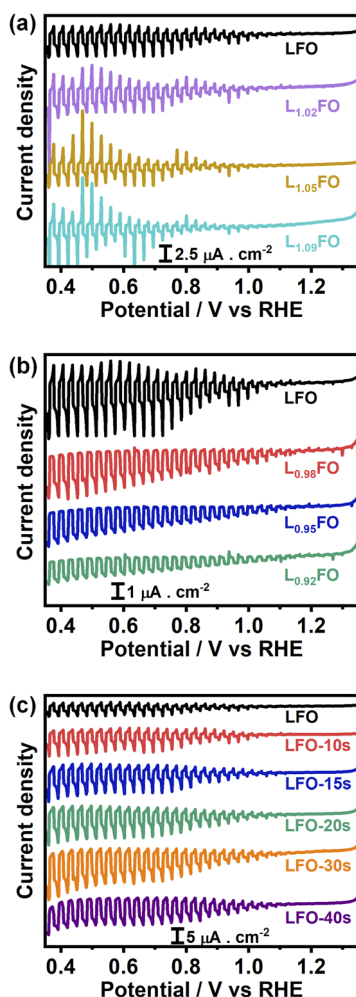 (a)
Current density
LFO
L₁.₀₂FO
L₁.₀₅FO
L₁.₀₉FO
2.5 μA . cm⁻²
0.4 0.6 0.8 1.0 1.2
Potential / V vs RHE
(b)
Current density
LFO
L₀.₉₈FO
L₀.₉₅FO
L₀.₉₂FO
1 μA . cm⁻²
0.4 0.6 0.8 1.0 1.2
Potential / V vs RHE
(c)
Current density
LFO
LFO-10s
LFO-15s
LFO-20s
LFO-30s
LFO-40s
5 μA . cm⁻²
0.4 0.6 0.8 1.0 1.2
Potential / V vs RHE